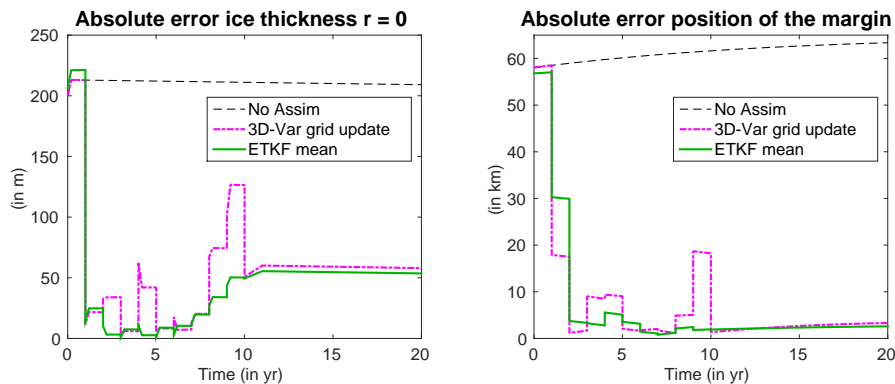 Absolute error ice thickness r = 0
250
200
150
100
50
0
(in m)
0 5 10 15 20
Time (in yr)
No Assim
3D-Var grid update
ETKF mean
Absolute error position of the margin
60
50
40
30
20
10
0
(in km)
0 5 10 15 20
Time (in yr)
No Assim
3D-Var grid update
ETKF mean